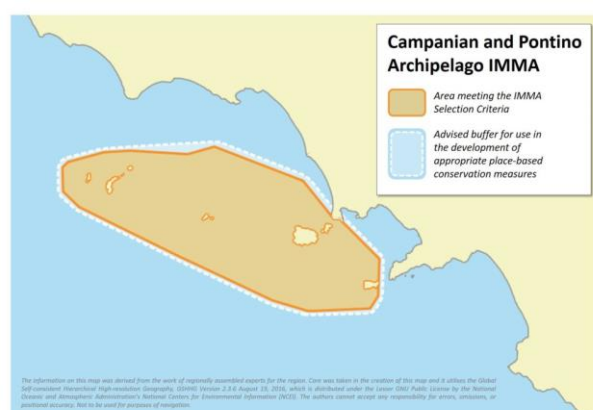 Campanian and Pontino
Archipelago IMMA
Area meeting the IMMA
Selection Criteria
Advised buffer for use in
the development of
appropriate place-based
conservation measures
The information on this map was derived from the work of regionally assembled experts for the region. Care was taken in the creation of this map and it utilises the Global
Self-consistent Hierarchical High-resolution Geography, GSHHG Version 2.3.6 August 19, 2016, which is distributed under the Lesser GNU Public License by the National
Oceanic and Atmospheric Administration's National Centers for Environmental Information (NCEI). The authors cannot accept any responsibility for errors, omissions, or
positional accuracy. Not to be used for purposes of navigation.